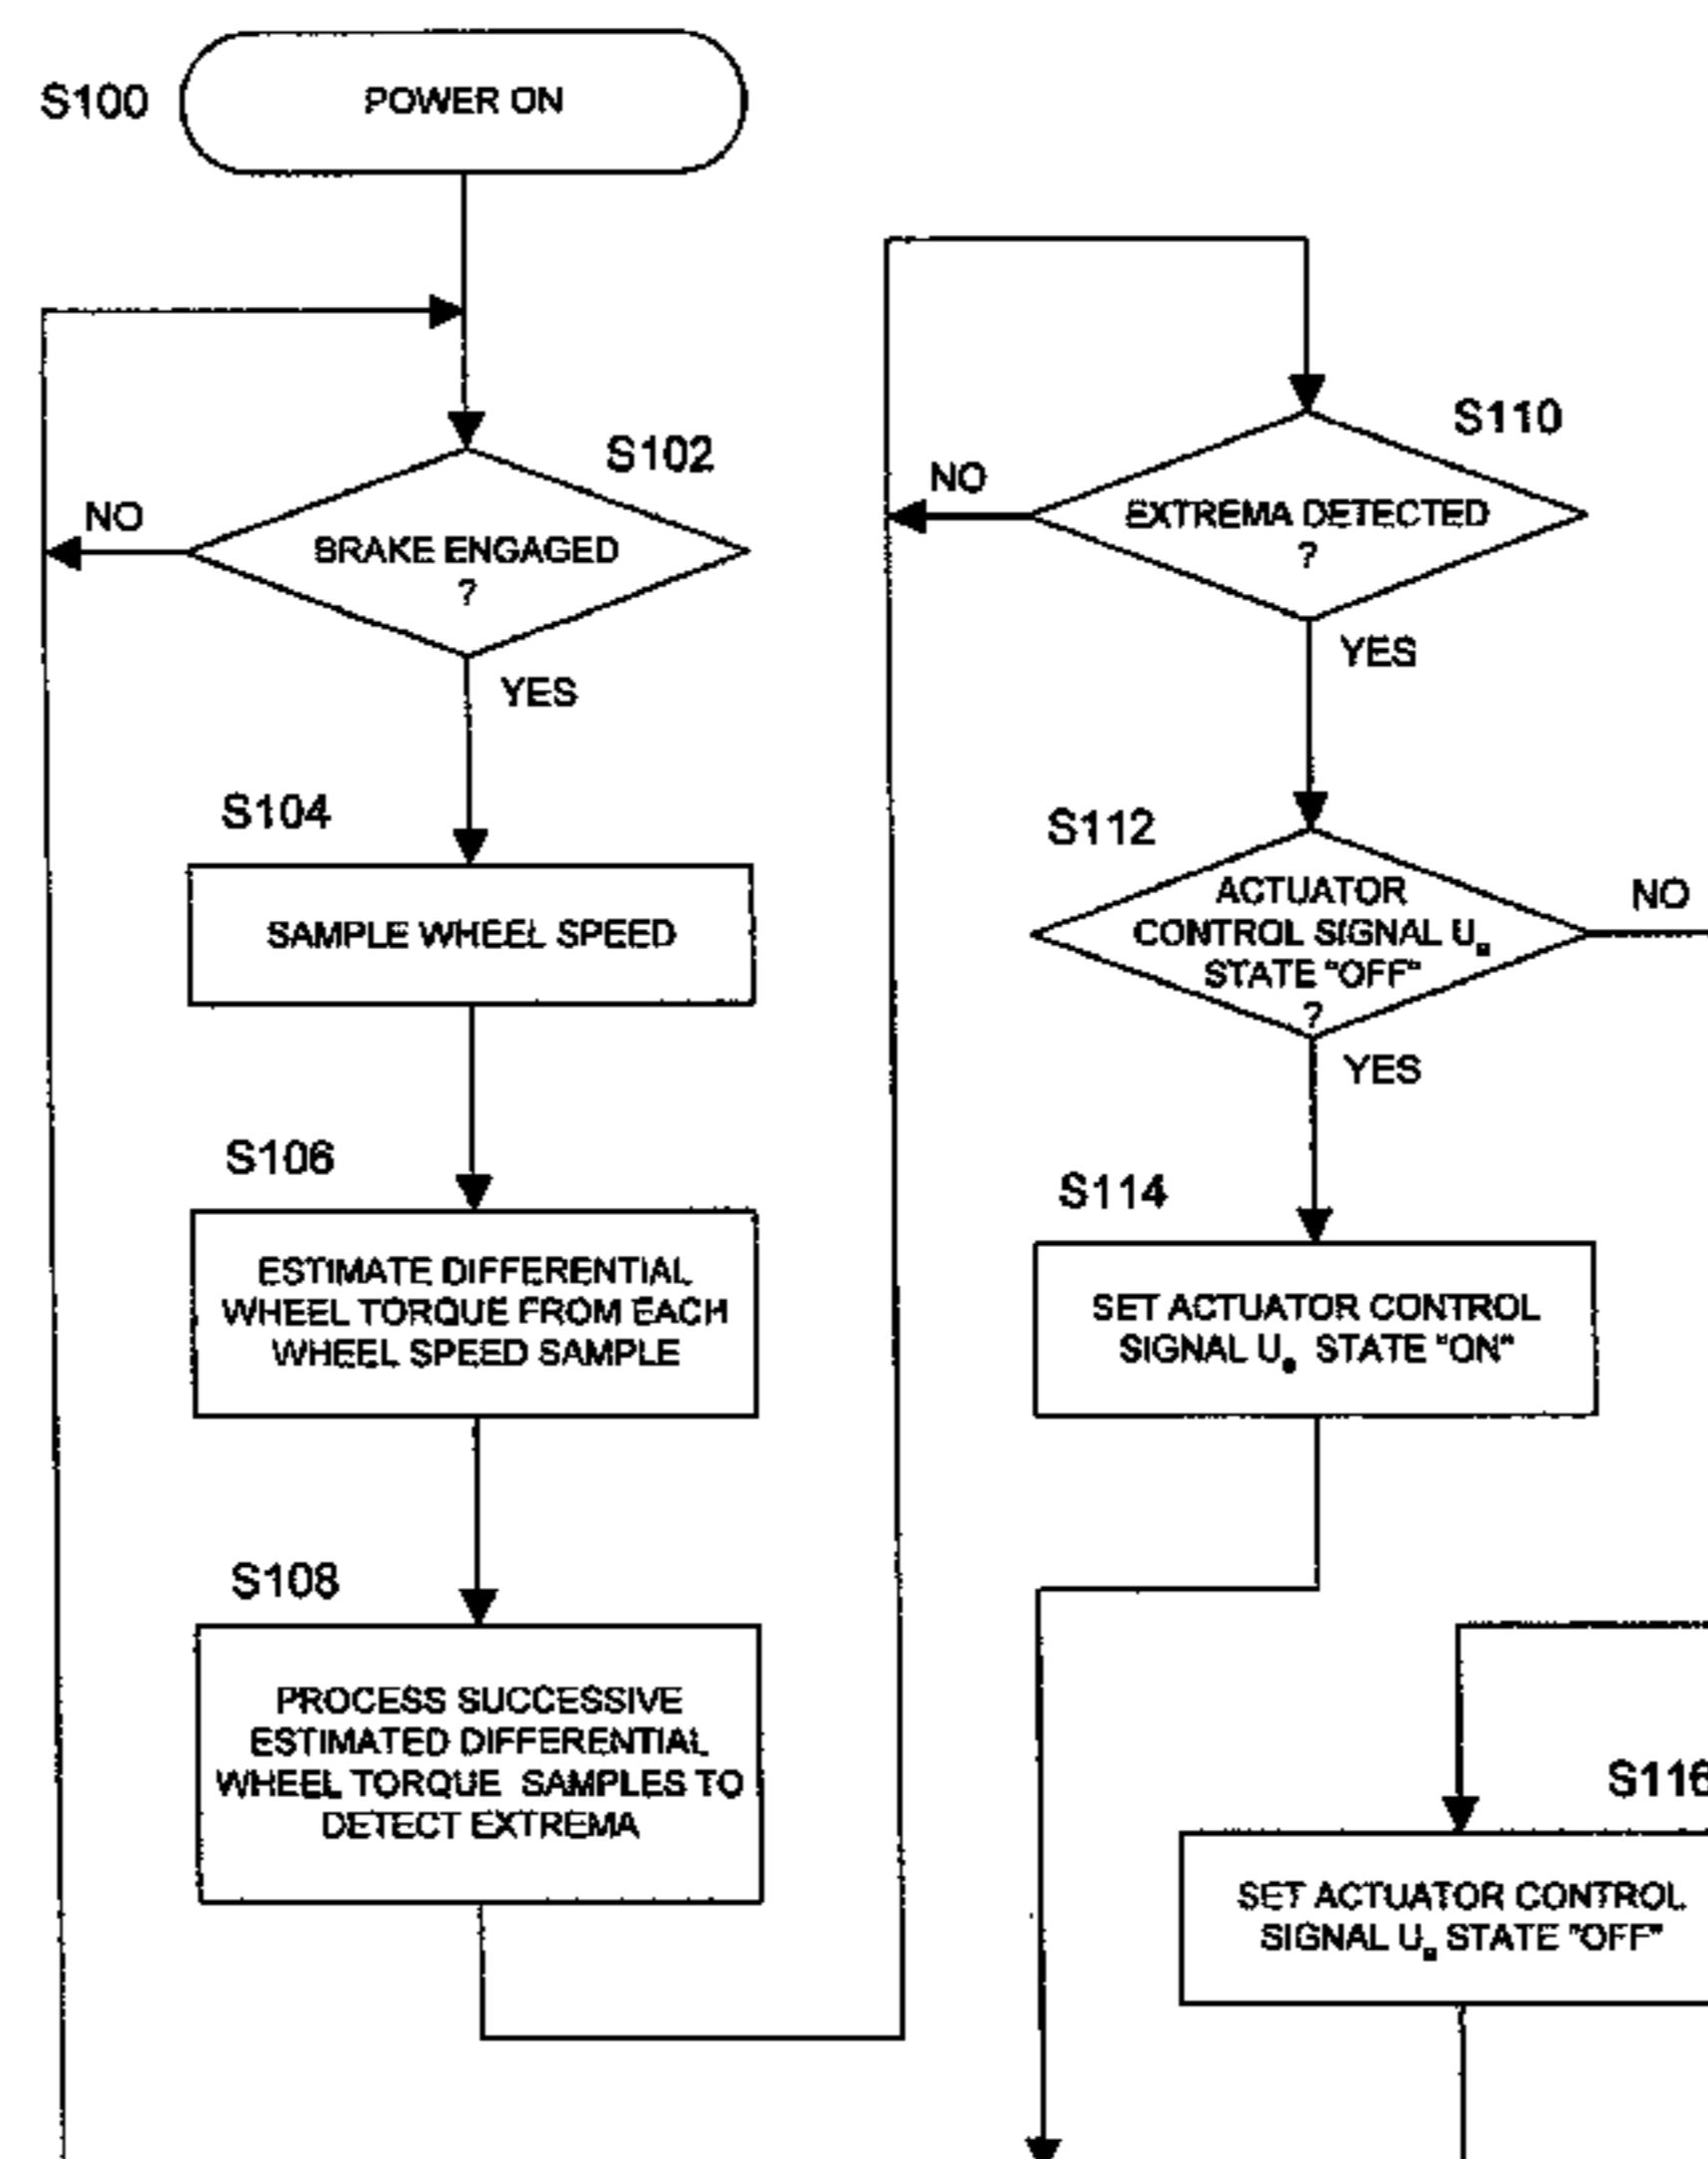 S100
POWER ON
S102
NO
BRAKE ENGAGED
?
YES
S104
SAMPLE WHEEL SPEED
S106
ESTIMATE DIFFERENTIAL
WHEEL TORQUE FROM EACH
WHEEL SPEED SAMPLE
S108
PROCESS SUCCESSIVE
ESTIMATED DIFFERENTIAL
WHEEL TORQUE SAMPLES TO
DETECT EXTREMA
S110
NO
EXTREMA DETECTED
?
YES
S112
ACTUATOR
CONTROL SIGNAL U
STATE "OFF"
?
NO
YES
S114
SET ACTUATOR CONTROL
SIGNAL U STATE "ON"
S116
SET ACTUATOR CONTROL
SIGNAL U STATE "OFF"